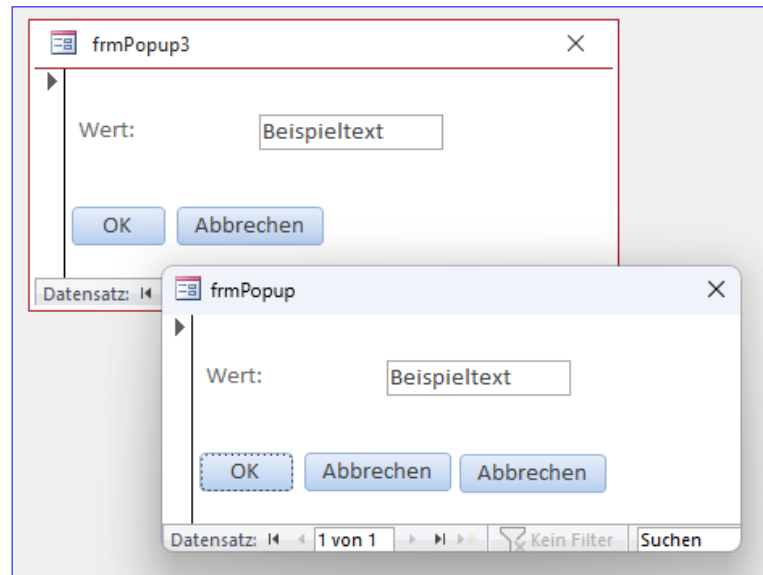 frmPopup3
Wert: Beispieltext
OK Abbrechen
Datensatz:
frmPopup
Wert: Beispieltext
OK Abbrechen Abbrechen
Datensatz: 1 von 1 Kein Filter Suchen